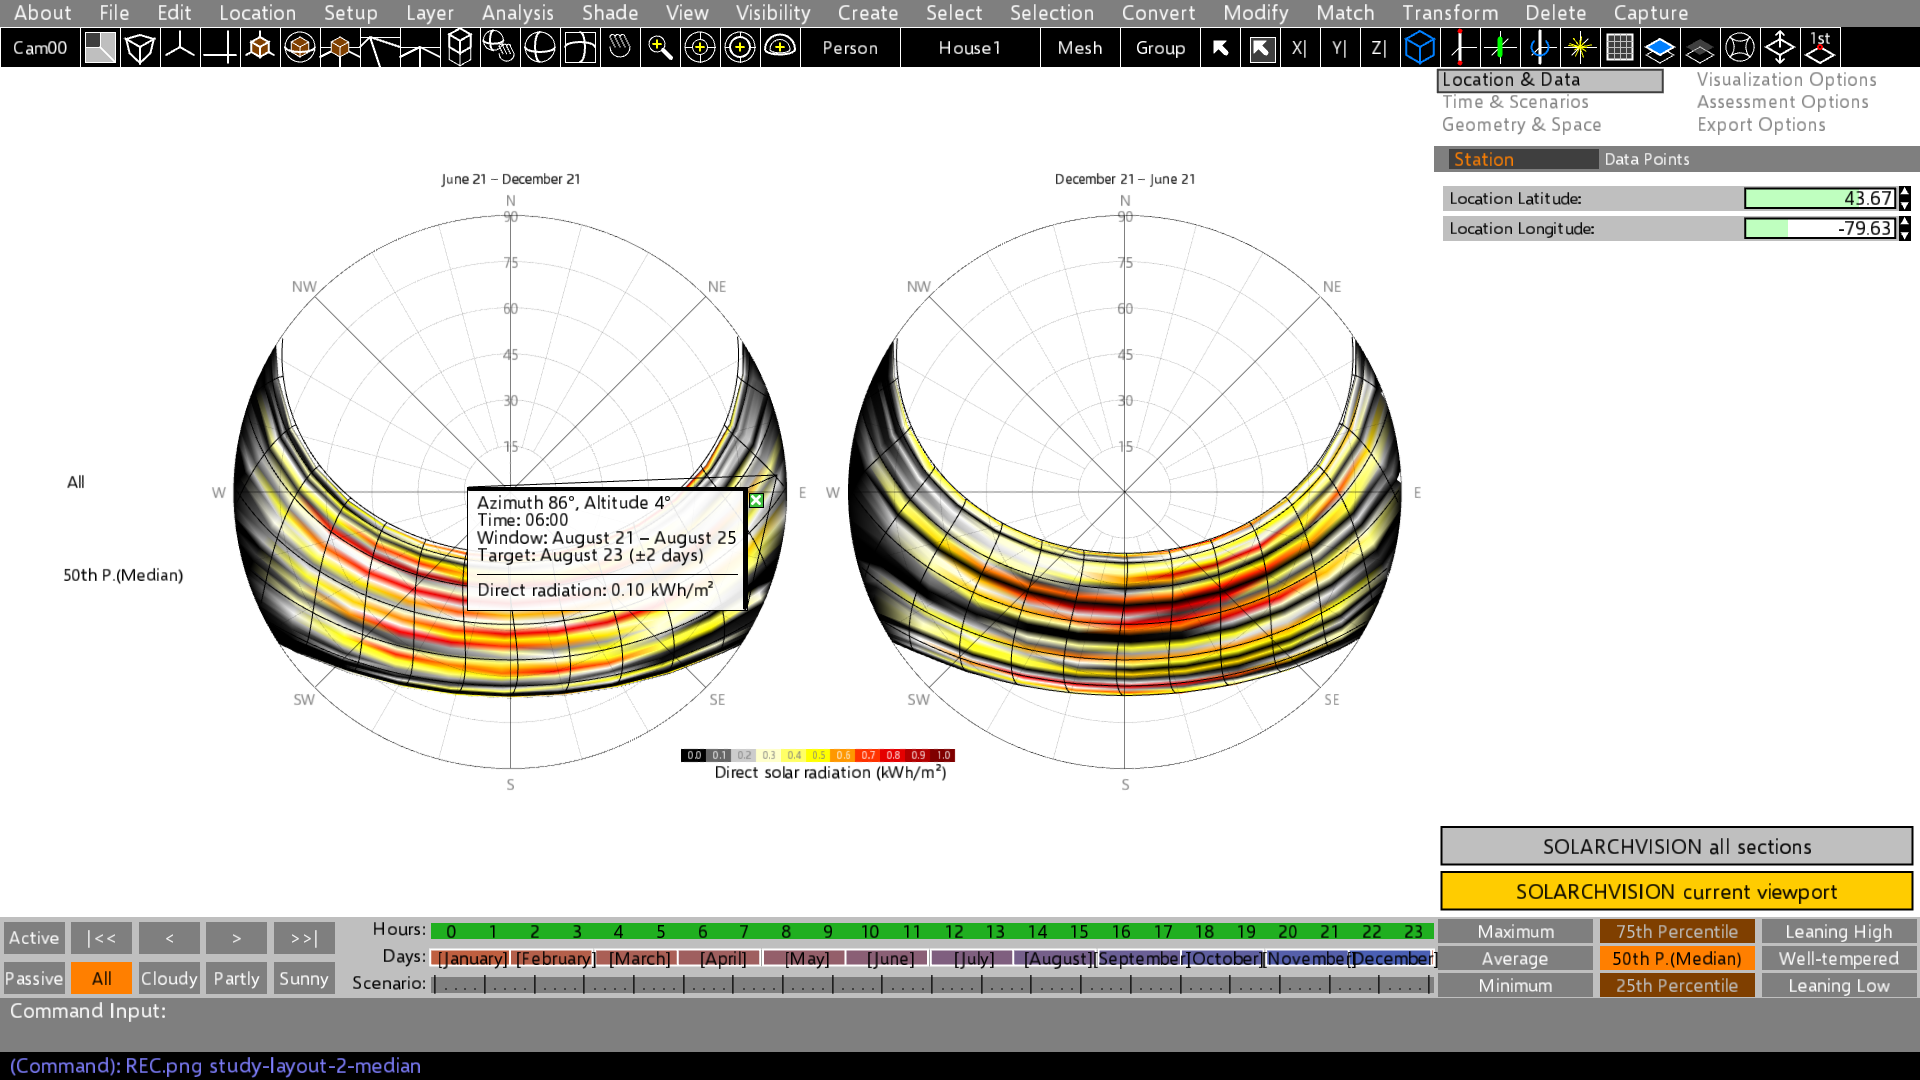 About File Edit Location Setup Layer Analysis Shade View Visibility Create Select Selection Convert Modify Match Transform Delete Capture
Cam00 Person House1 Mesh Group X| Y| Z| 1st
Location & Data Visualization Options
Time & Scenarios Assessment Options
Geometry & Space Export Options
Station Data Points
Location Latitude: 43.67
Location Longitude: -79.63
June 21 – December 21
N
90
75
60
45
30
15
NW NE
W E
SW SE
S
December 21 – June 21
N
90
75
60
45
30
15
NW NE
W E
SW SE
S
All
50th P.(Median)
Azimuth 86°, Altitude 4°
Time: 06:00
Window: August 21 – August 25
Target: August 23 (±2 days)
Direct radiation: 0.10 kWh/m²
0.0 0.1 0.2 0.3 0.4 0.5 0.6 0.7 0.8 0.9 1.0
Direct solar radiation (kWh/m²)
SOLARCHVISION all sections
SOLARCHVISION current viewport
Active |<< < > >>|
Passive All Cloudy Partly Sunny
Hours: 0 1 2 3 4 5 6 7 8 9 10 11 12 13 14 15 16 17 18 19 20 21 22 23
Days: [January] [February] [March] [April] [May] [June] [July] [August] [September] [October] [November] [December]
Scenario:
Maximum 75th Percentile Leaning High
Average 50th P.(Median) Well-tempered
Minimum 25th Percentile Leaning Low
Command Input:
(Command): REC.png study-layout-2-median